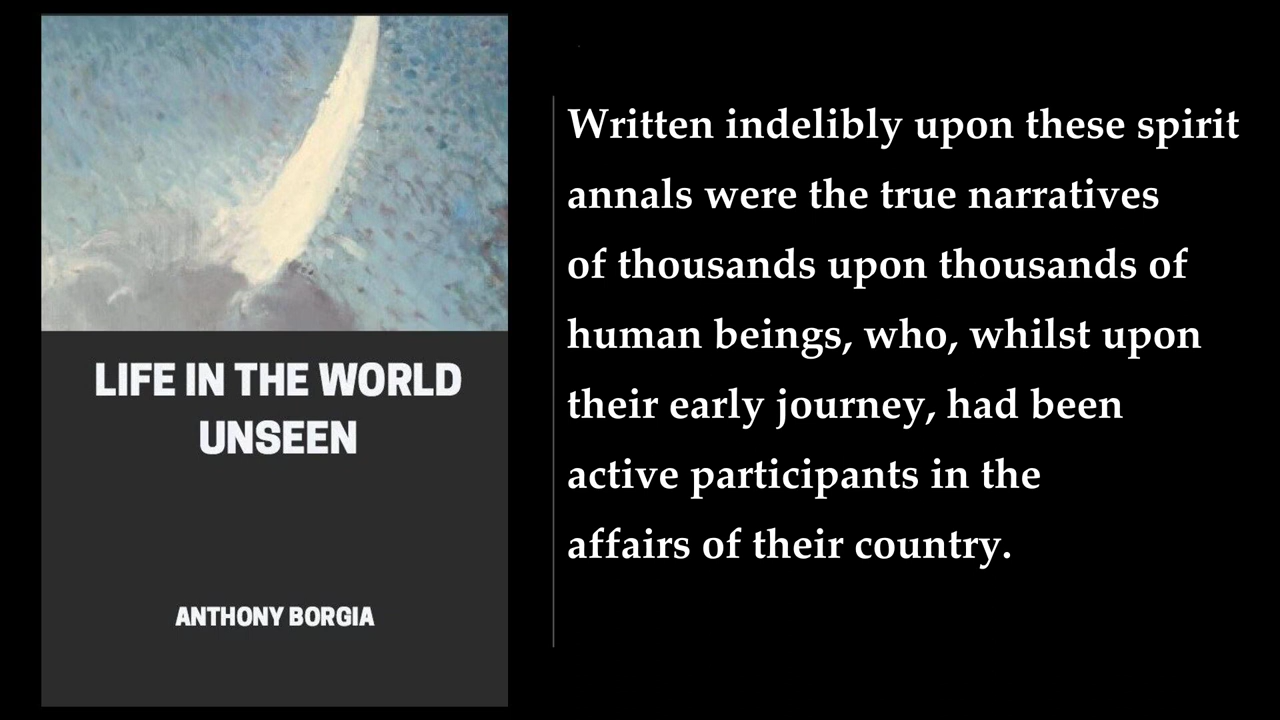 LIFE IN THE WORLD
UNSEEN
ANTHONY BORGIA
Written indelibly upon these spirit
annals were the true narratives
of thousands upon thousands of
human beings, who, whilst upon
their early journey, had been
active participants in the
affairs of their country.